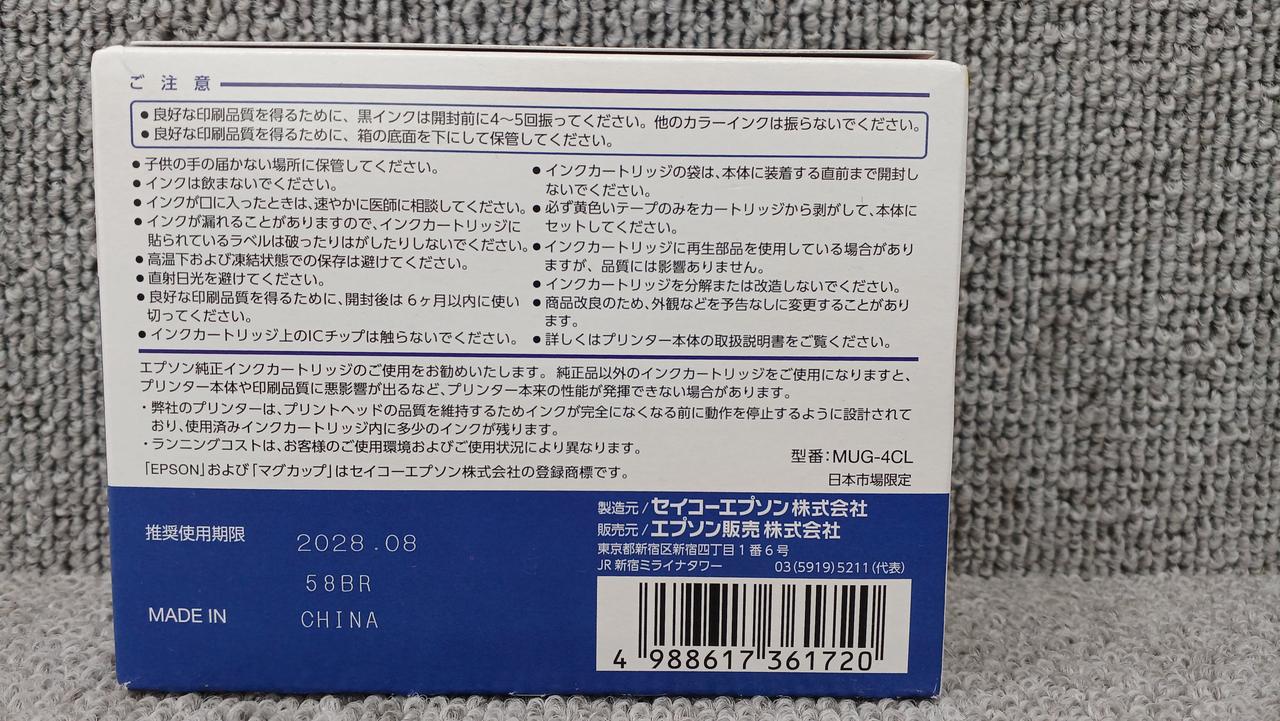 ご注意
●良好な印刷品質を得るために、黒インクは開封前に4～5回振ってください。他のカラーインクは振らないでください。
●良好な印刷品質を得るために、箱の底面を下にして保管してください。
●子供の手の届かない場所に保管してください。
●インクは飲まないでください。
●インクが口に入ったときは、速やかに医師に相談してください。
●インクが漏れることがありますので、インクカートリッジに
貼られているラベルは破ったりはがしたりしないでください。
●高温下および凍結状態での保存は避けてください。
●直射日光を避けてください。
●良好な印刷品質を得るために、開封後は6ヶ月以内に使い
切ってください。
●インクカートリッジ上のICチップは触らないでください。
●インクカートリッジの袋は、本体に装着する直前まで開封し
ないでください。
●必ず黄色いテープのみをカートリッジから剥がして、本体に
セットしてください。
●インクカートリッジに再生部品を使用している場合があり
ますが、品質には影響ありません。
●インクカートリッジを分解または改造しないでください。
●商品改良のため、外観などを予告なしに変更することがあり
ます。
●詳しくはプリンター本体の取扱説明書をご覧ください。
エプソン純正インクカートリッジのご使用をお勧めいたします。純正品以外のインクカートリッジをご使用になりますと、
プリンター本体や印刷品質に悪影響が出るなど、プリンター本来の性能が発揮できない場合があります。
・弊社のプリンターは、プリントヘッドの品質を維持するためインクが完全になくなる前に動作を停止するように設計されて
おり、使用済みインクカートリッジ内に多少のインクが残ります。
・ランニングコストは、お客様のご使用環境およびご使用状況により異なります。
「EPSON」および「マグカップ」はセイコーエプソン株式会社の登録商標です。
型番：MUG-4CL
日本市場限定
推奨使用期限
2028.08
58BR
MADE IN CHINA
製造元/セイコーエプソン株式会社
販売元/エプソン販売株式会社
東京都新宿区新宿四丁目1番6号
JR新宿ミライナタワー 03(5919)5211(代表)
4 988617 361720